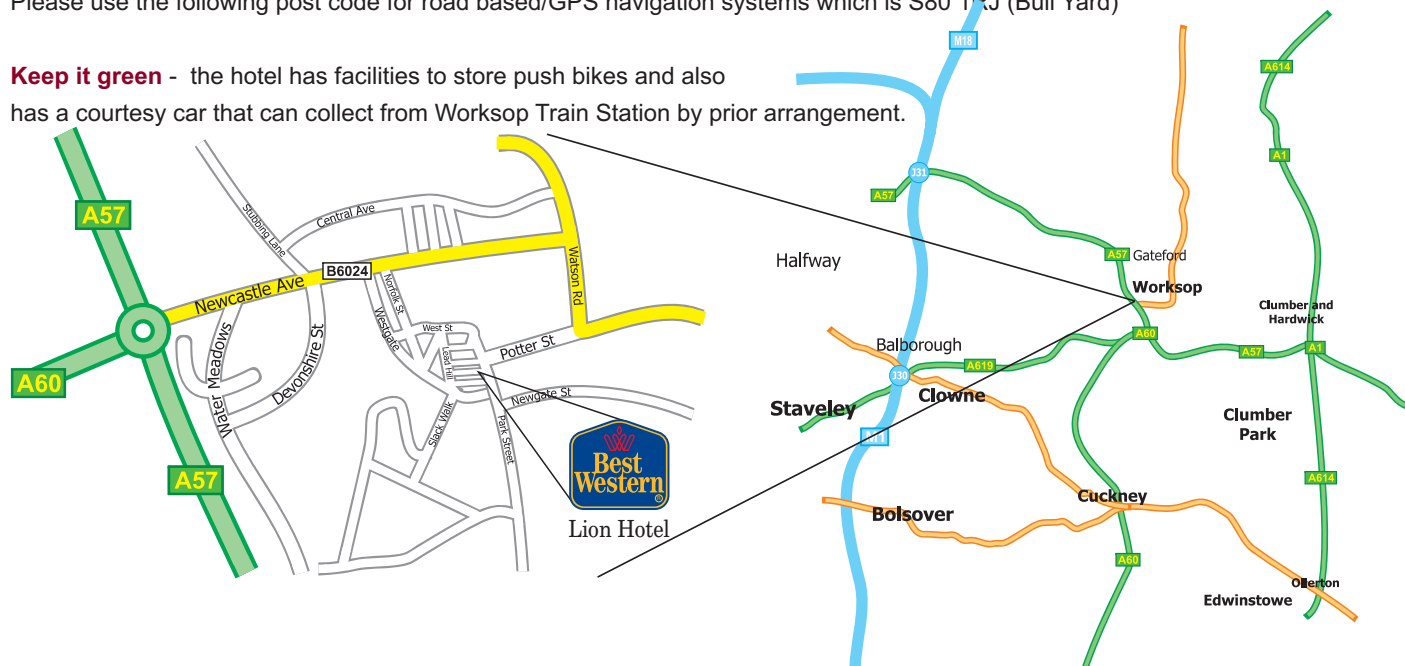 Please use the following post code for road based/GPS navigation systems which is S80 1RJ (Bull Yard)
Keep it green - the hotel has facilities to store push bikes and also
has a courtesy car that can collect from Worksop Train Station by prior arrangement.
A57
A60
A57
Stubbing Lane
Central Ave
B6024
Newcastle Ave
Water Meadows
Devonshire St
Norfolk St
Westgate
West St
Lead Hill
Watson Rd
Potter St
Newgate St
Slack Walk
Park Street
Best
Western
®
Lion Hotel
M18
A614
A1
J31
A57
Halfway
A57
Gateford
Worksop
Clumber and
Hardwick
A60
A57
A1
Balborough
J30
A619
Clowne
Staveley
M1
Clumber
Park
A614
Cuckney
Bolsover
A60
Ollerton
Edwinstowe